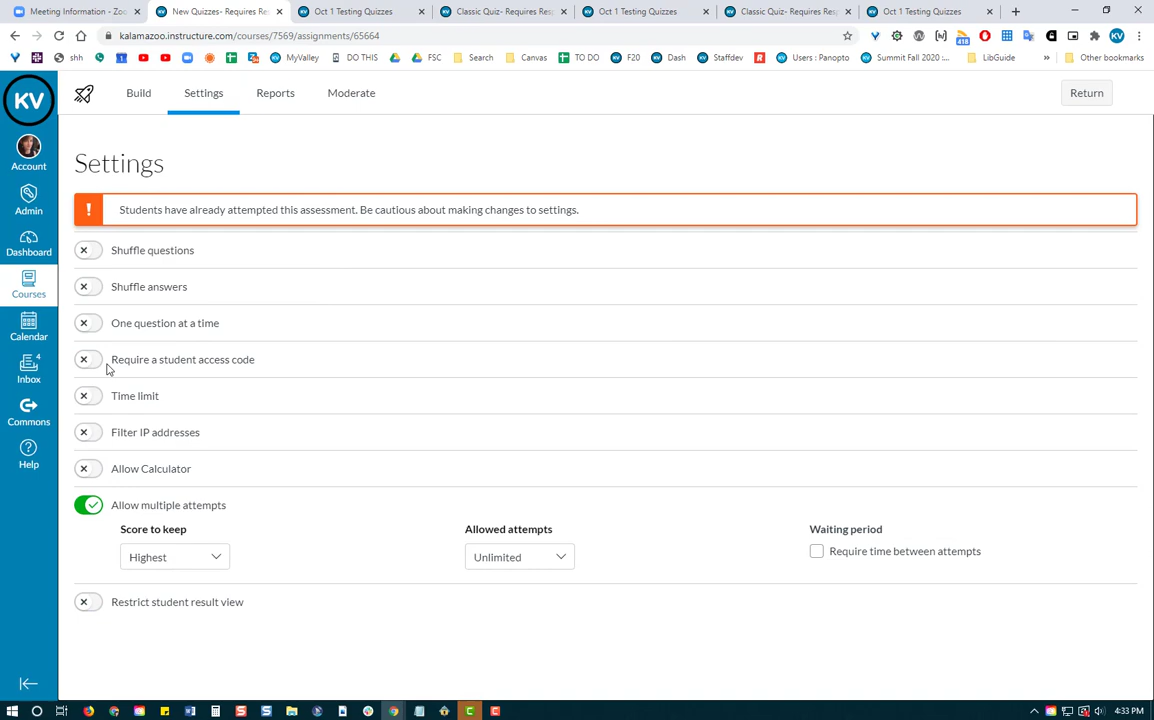 Meeting Information - Zoo
New Quizzes- Requires Res
Oct 1 Testing Quizzes
Classic Quiz- Requires Resp
Oct 1 Testing Quizzes
Classic Quiz- Requires Resp
Oct 1 Testing Quizzes
kalamazoo.instructure.com/courses/7569/assignments/65664
418
KV
shh
MyValley
DO THIS
FSC
Search
Canvas
TO DO
F20
Dash
Staffdev
Users : Panopto
Summit Fall 2020 :...
LibGuide
»
Other bookmarks
KV
Build
Settings
Reports
Moderate
Return
Account
Admin
Dashboard
Courses
Calendar
4
Inbox
Commons
Help
Settings
! Students have already attempted this assessment. Be cautious about making changes to settings.
Shuffle questions
Shuffle answers
One question at a time
Require a student access code
Time limit
Filter IP addresses
Allow Calculator
Allow multiple attempts
Score to keep
Allowed attempts
Waiting period
Highest
Unlimited
Require time between attempts
Restrict student result view
4:33 PM